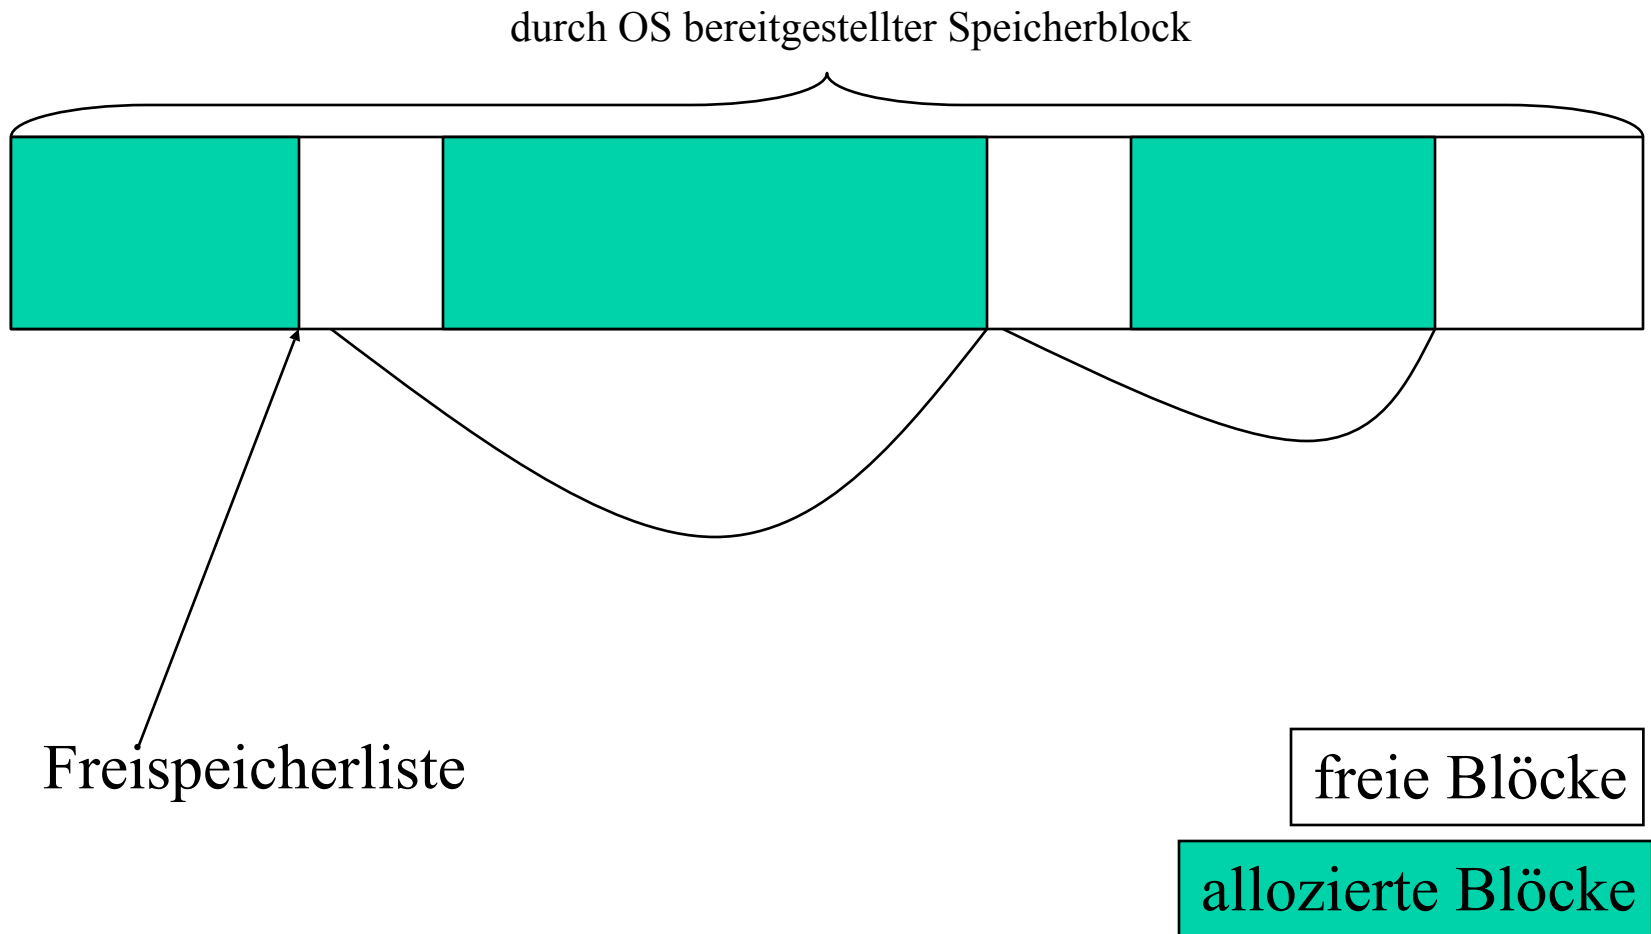 durch OS bereitgestellter Speicherblock
Freispeicherliste
freie Blöcke
allozierte Blöcke